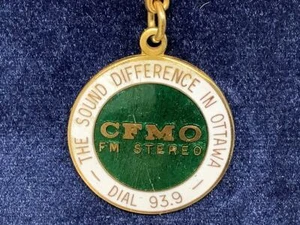 THE SOUND DIFFERENCE IN OTTAWA
CFMO
FM STEREO
— DIAL 93.9 —